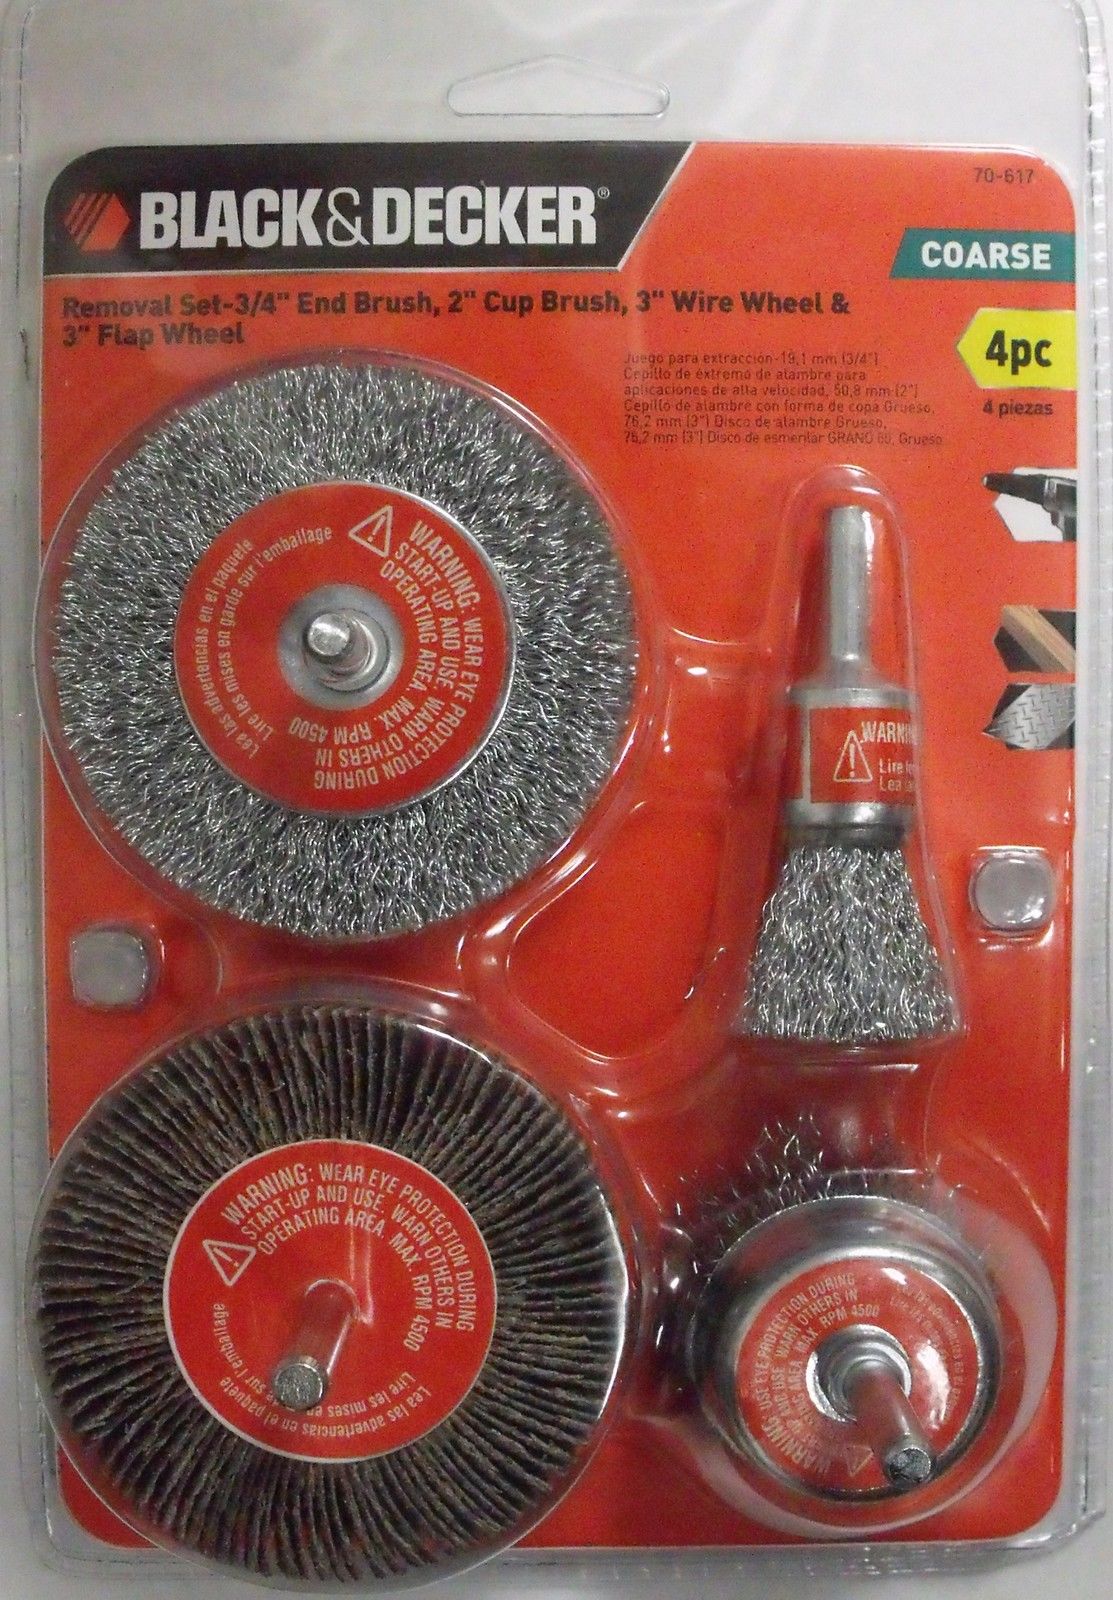 70-617
BLACK&DECKER®
COARSE
Removal Set-3/4" End Brush, 2" Cup Brush, 3" Wire Wheel &
3" Flap Wheel
4pc
4 piezas
Juego para extracción-19,1 mm (3/4")
Cepillo de extremo de alambre para
aplicaciones de alta velocidad, 50,8 mm (2")
Cepillo de alambre con forma de copa Grueso,
76,2 mm (3") Disco de alambre Grueso,
76,2 mm (3") Disco de esmerilar GRANO 60, Grueso
WARNING: WEAR EYE PROTECTION DURING
START-UP AND USE. WARN OTHERS IN
OPERATING AREA. MAX. RPM 4500
Lea las advertencias en el paquete
Lire les mises en garde sur l'emballage
WARNIN
Lire
Lea
WARNING: WEAR EYE PROTECTION DURING
START-UP AND USE. WARN OTHERS IN
OPERATING AREA. MAX. RPM 4500
Lea las advertencias en el paquete
Lire les mises en sur l'emballage
WARNING: USE EYE PROTECTION DURING
USE WARN OTHERS IN
AREA MAX RPM 4500